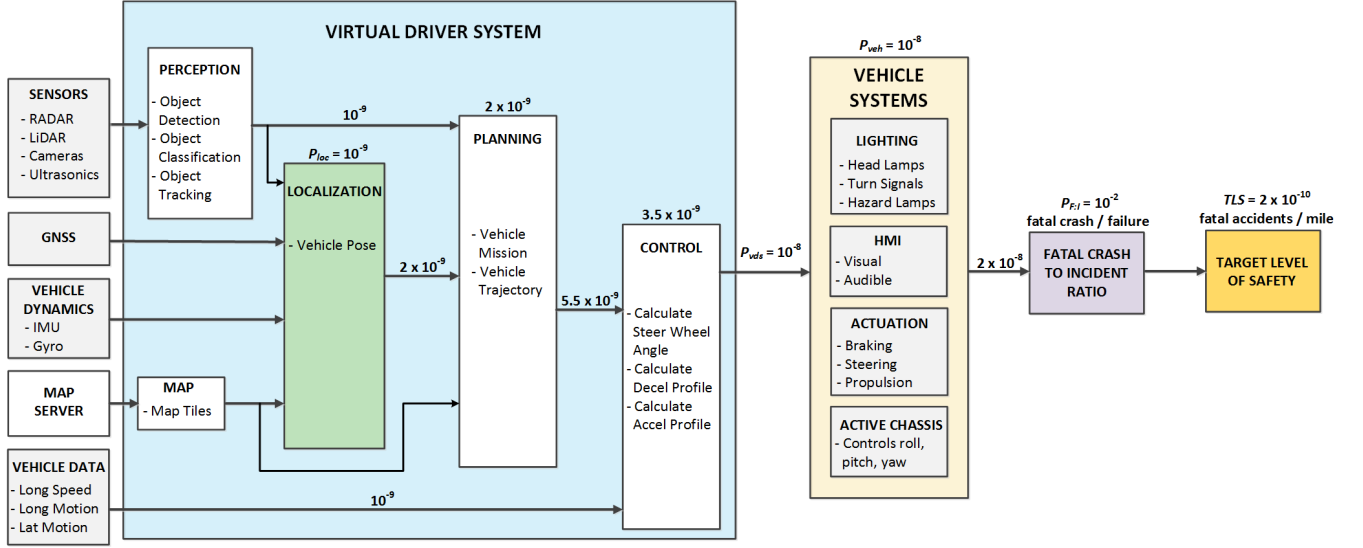 VIRTUAL DRIVER SYSTEM
SENSORS
- RADAR
- LiDAR
- Cameras
- Ultrasonics
GNSS
VEHICLE
DYNAMICS
- IMU
- Gyro
MAP
SERVER
VEHICLE DATA
- Long Speed
- Long Motion
- Lat Motion
PERCEPTION
- Object
Detection
- Object
Classification
- Object
Tracking
MAP
- Map Tiles
10⁻⁹
P_loc = 10⁻⁹
LOCALIZATION
- Vehicle Pose
2 x 10⁻⁹
2 x 10⁻⁹
PLANNING
- Vehicle
Mission
- Vehicle
Trajectory
5.5 x 10⁻⁹
10⁻⁹
3.5 x 10⁻⁹
CONTROL
- Calculate
Steer Wheel
Angle
- Calculate
Decel Profile
- Calculate
Accel Profile
P_vds = 10⁻⁸
P_veh = 10⁻⁸
VEHICLE
SYSTEMS
LIGHTING
- Head Lamps
- Turn Signals
- Hazard Lamps
HMI
- Visual
- Audible
ACTUATION
- Braking
- Steering
- Propulsion
ACTIVE CHASSIS
- Controls roll,
pitch, yaw
2 x 10⁻⁸
P_F:I = 10⁻²
fatal crash / failure
FATAL CRASH
TO INCIDENT
RATIO
TLS = 2 x 10⁻¹⁰
fatal accidents / mile
TARGET LEVEL
OF SAFETY